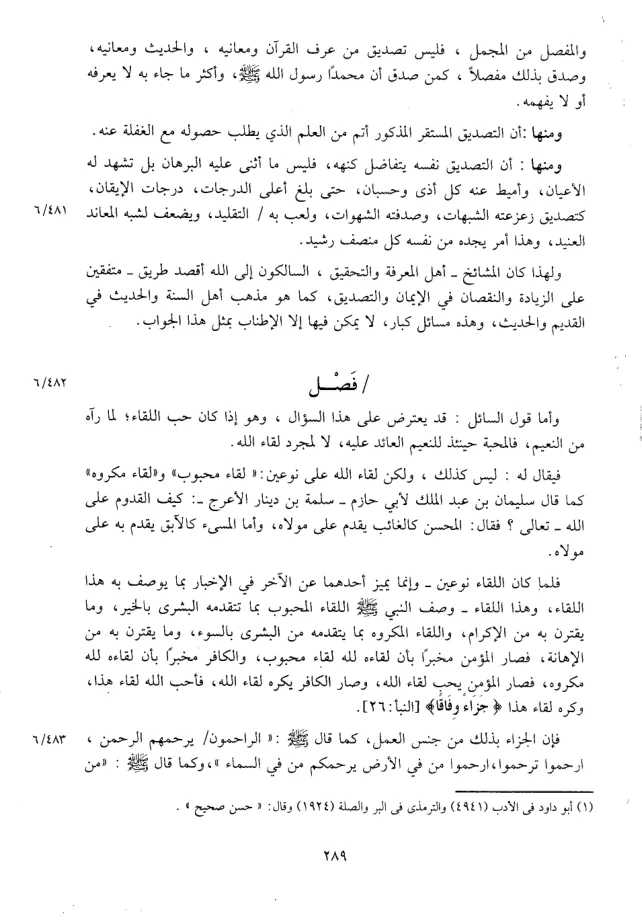 والمفصل من المجمل ، فليس تصديق من عرف القرآن ومعانيه ، والحديث ومعانيه،
وصدق بذلك مفصلاً ، كمن صدق أن محمدًا رسول الله ﷺ، وأكثر ما جاء به لا يعرفه
أو لا يفهمه.
ومنها :أن التصديق المستقر المذكور أتم من العلم الذي يطلب حصوله مع الغفلة عنه.
ومنها : أن التصديق نفسه يتفاضل كنهه، فليس ما أثنى عليه البرهان بل تشهد له
الأعيان، وأميط عنه كل أذى وحسبان، حتى بلغ أعلى الدرجات، درجات الإيقان،
٦/٤٨١ كتصديق زعزعته الشبهات، وصدفته الشهوات، ولعب به / التقليد، ويضعف لشبه المعاند
العنيد، وهذا أمر يجده من نفسه كل منصف رشيد.
ولهذا كان المشائخ ـ أهل المعرفة والتحقيق ، السالكون إلى الله أقصد طريق ـ متفقين
على الزيادة والنقصان في الإيمان والتصديق، كما هو مذهب أهل السنة والحديث في
القديم والحديث، وهذه مسائل كبار، لا يمكن فيها إلا الإطناب بمثل هذا الجواب.
٦/٤٨٢ / فَصْـــل
وأما قول السائل : قد يعترض على هذا السؤال ، وهو إذا كان حب اللقاء؛ لما رآه
من النعيم، فالمحبة حينئذ للنعيم العائد عليه، لا لمجرد لقاء الله.
فيقال له : ليس كذلك ، ولكن لقاء الله على نوعين:« لقاء محبوب» و«لقاء مكروه»
كما قال سليمان بن عبد الملك لأبي حازم ـ سلمة بن دينار الأعرج ـ: كيف القدوم على
الله ـ تعالى ؟ فقال: المحسن كالغائب يقدم على مولاه، وأما المسىء كالآبق يقدم به على
مولاه.
فلما كان اللقاء نوعين ـ وإنما يميز أحدهما عن الآخر في الإخبار بما يوصف به هذا
اللقاء، وهذا اللقاء ـ وصف النبي ﷺ اللقاء المحبوب بما تتقدمه البشرى بالخير، وما
يقترن به من الإكرام، واللقاء المكروه بما يتقدمه من البشرى بالسوء، وما يقترن به من
الإهانة، فصار المؤمن مخبرًا بأن لقاءه لله لقاء محبوب، والكافر مخبرًا بأن لقاءه لله
مكروه، فصار المؤمن يحب لقاء الله، وصار الكافر يكره لقاء الله، فأحب الله لقاء هذا،
وكره لقاء هذا ﴿ جَزَاءً وِفَاقًا﴾ [النبأ:٢٦].
٦/٤٨٣ فإن الجزاء بذلك من جنس العمل، كما قال ﷺ :« الراحمون/ يرحمهم الرحمن ،
ارحموا ترحموا،ارحموا من في الأرض يرحمكم من في السماء »،وكما قال ﷺ : «من
(١) أبو داود فى الأدب (٤٩٤١) والترمذى فى البر والصلة (١٩٢٤) وقال: « حسن صحيح » .
٢٨٩